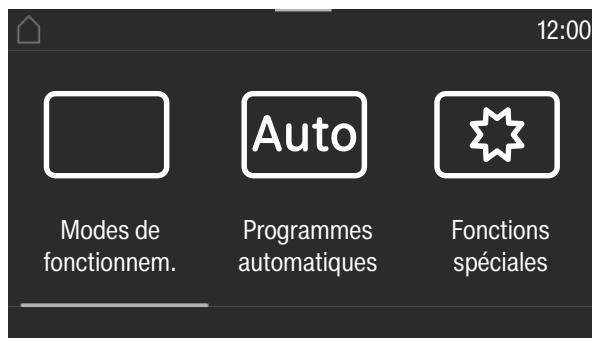 12:00
Auto
Modes de
fonctionnem.
Programmes
automatiques
Fonctions
spéciales